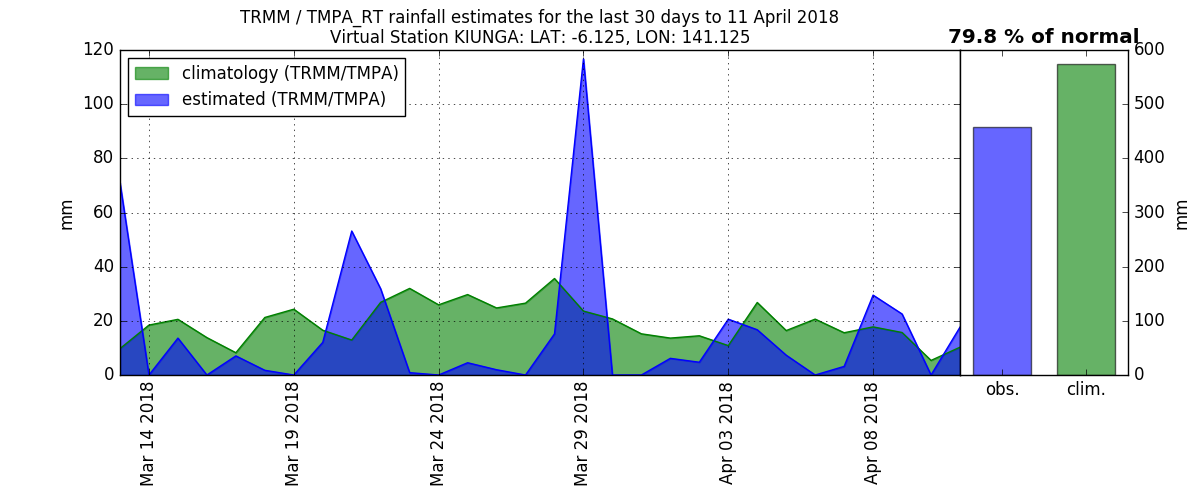 TRMM / TMPA_RT rainfall estimates for the last 30 days to 11 April 2018
Virtual Station KIUNGA: LAT: -6.125, LON: 141.125
79.8 % of normal
climatology (TRMM/TMPA)
estimated (TRMM/TMPA)
120
100
80
60
40
20
0
mm
Mar 14 2018
Mar 19 2018
Mar 24 2018
Mar 29 2018
Apr 03 2018
Apr 08 2018
600
500
400
300
200
100
0
mm
obs.
clim.